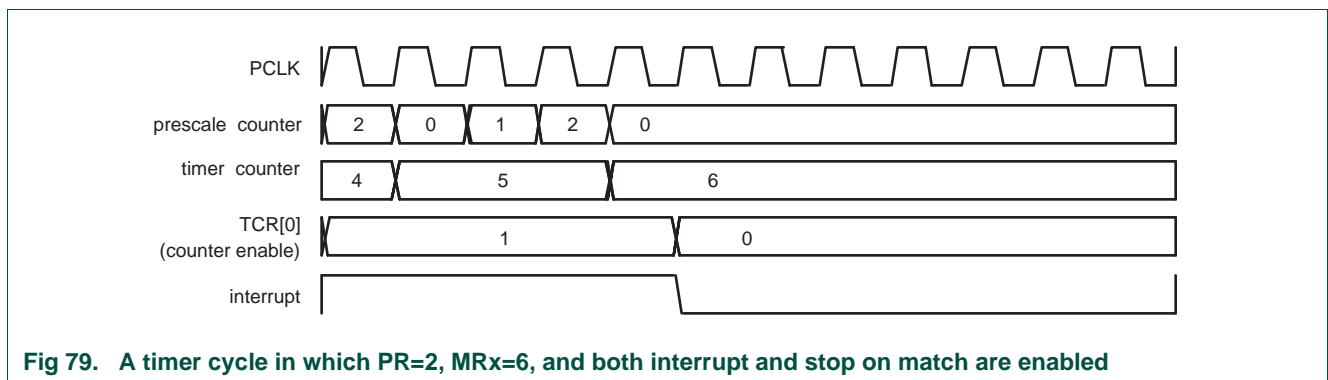 PCLK
prescale counter 2 0 1 2 0
timer counter 4 5 6
TCR[0]
(counter enable) 1 0
interrupt
Fig 79. A timer cycle in which PR=2, MRx=6, and both interrupt and stop on match are enabled